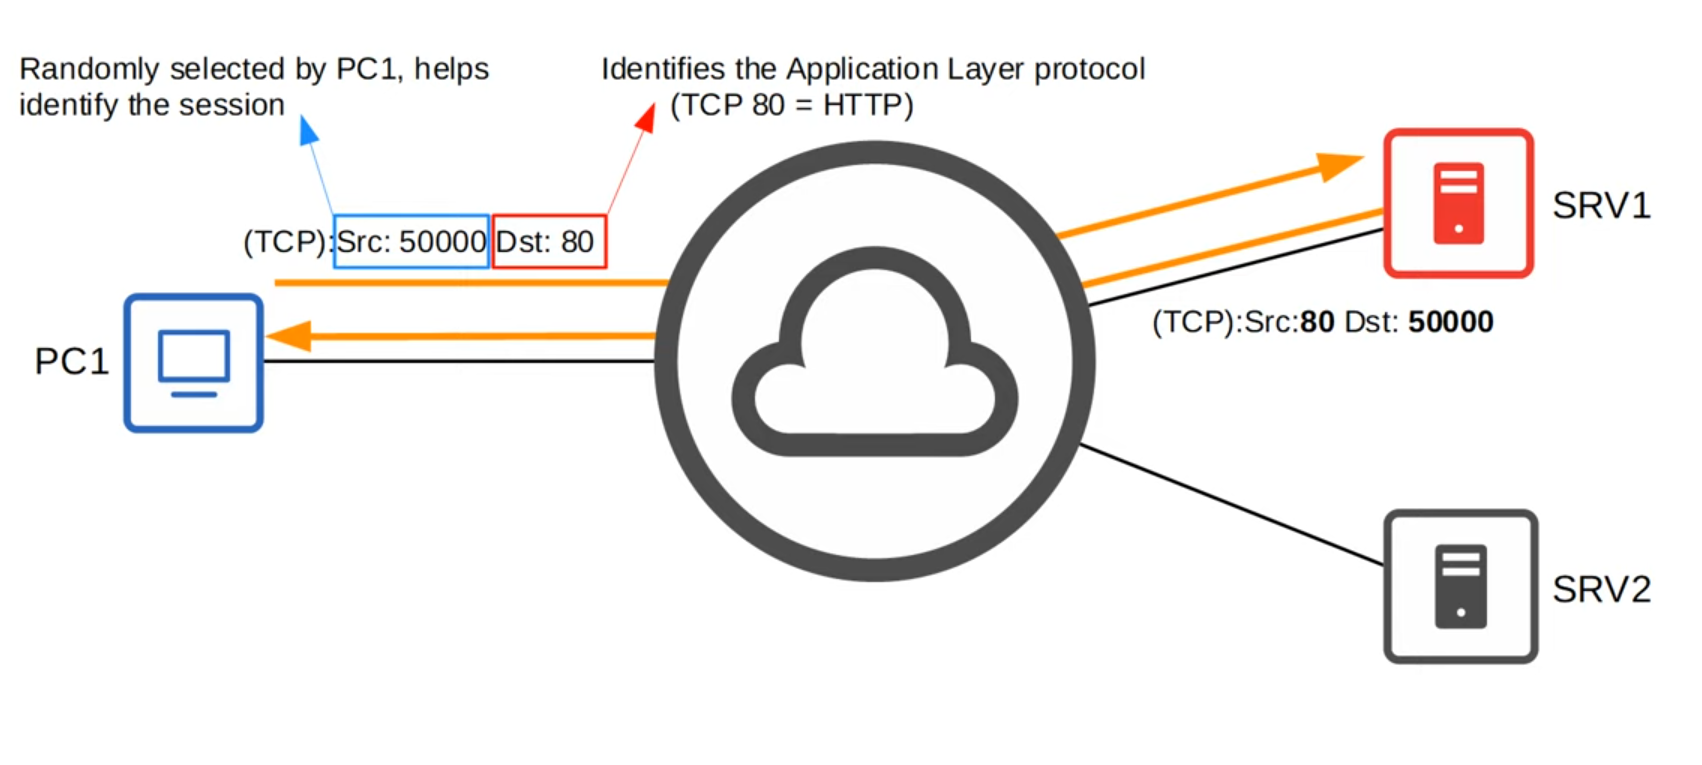 Randomly selected by PC1, helps
identify the session
Identifies the Application Layer protocol
(TCP 80 = HTTP)
(TCP):Src: 50000 Dst: 80
SRV1
(TCP):Src:80 Dst: 50000
PC1
SRV2